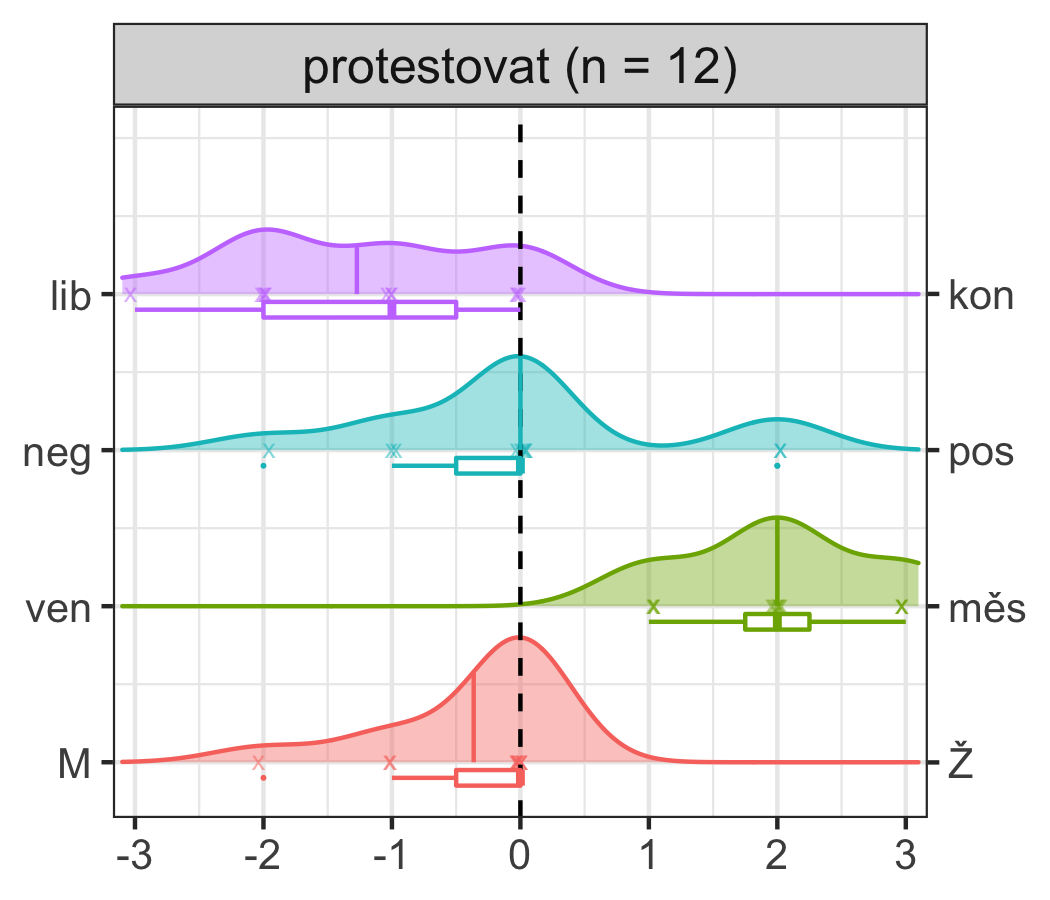 protestovat (n = 12)
lib kon
neg pos
ven měs
M Ž
-3 -2 -1 0 1 2 3